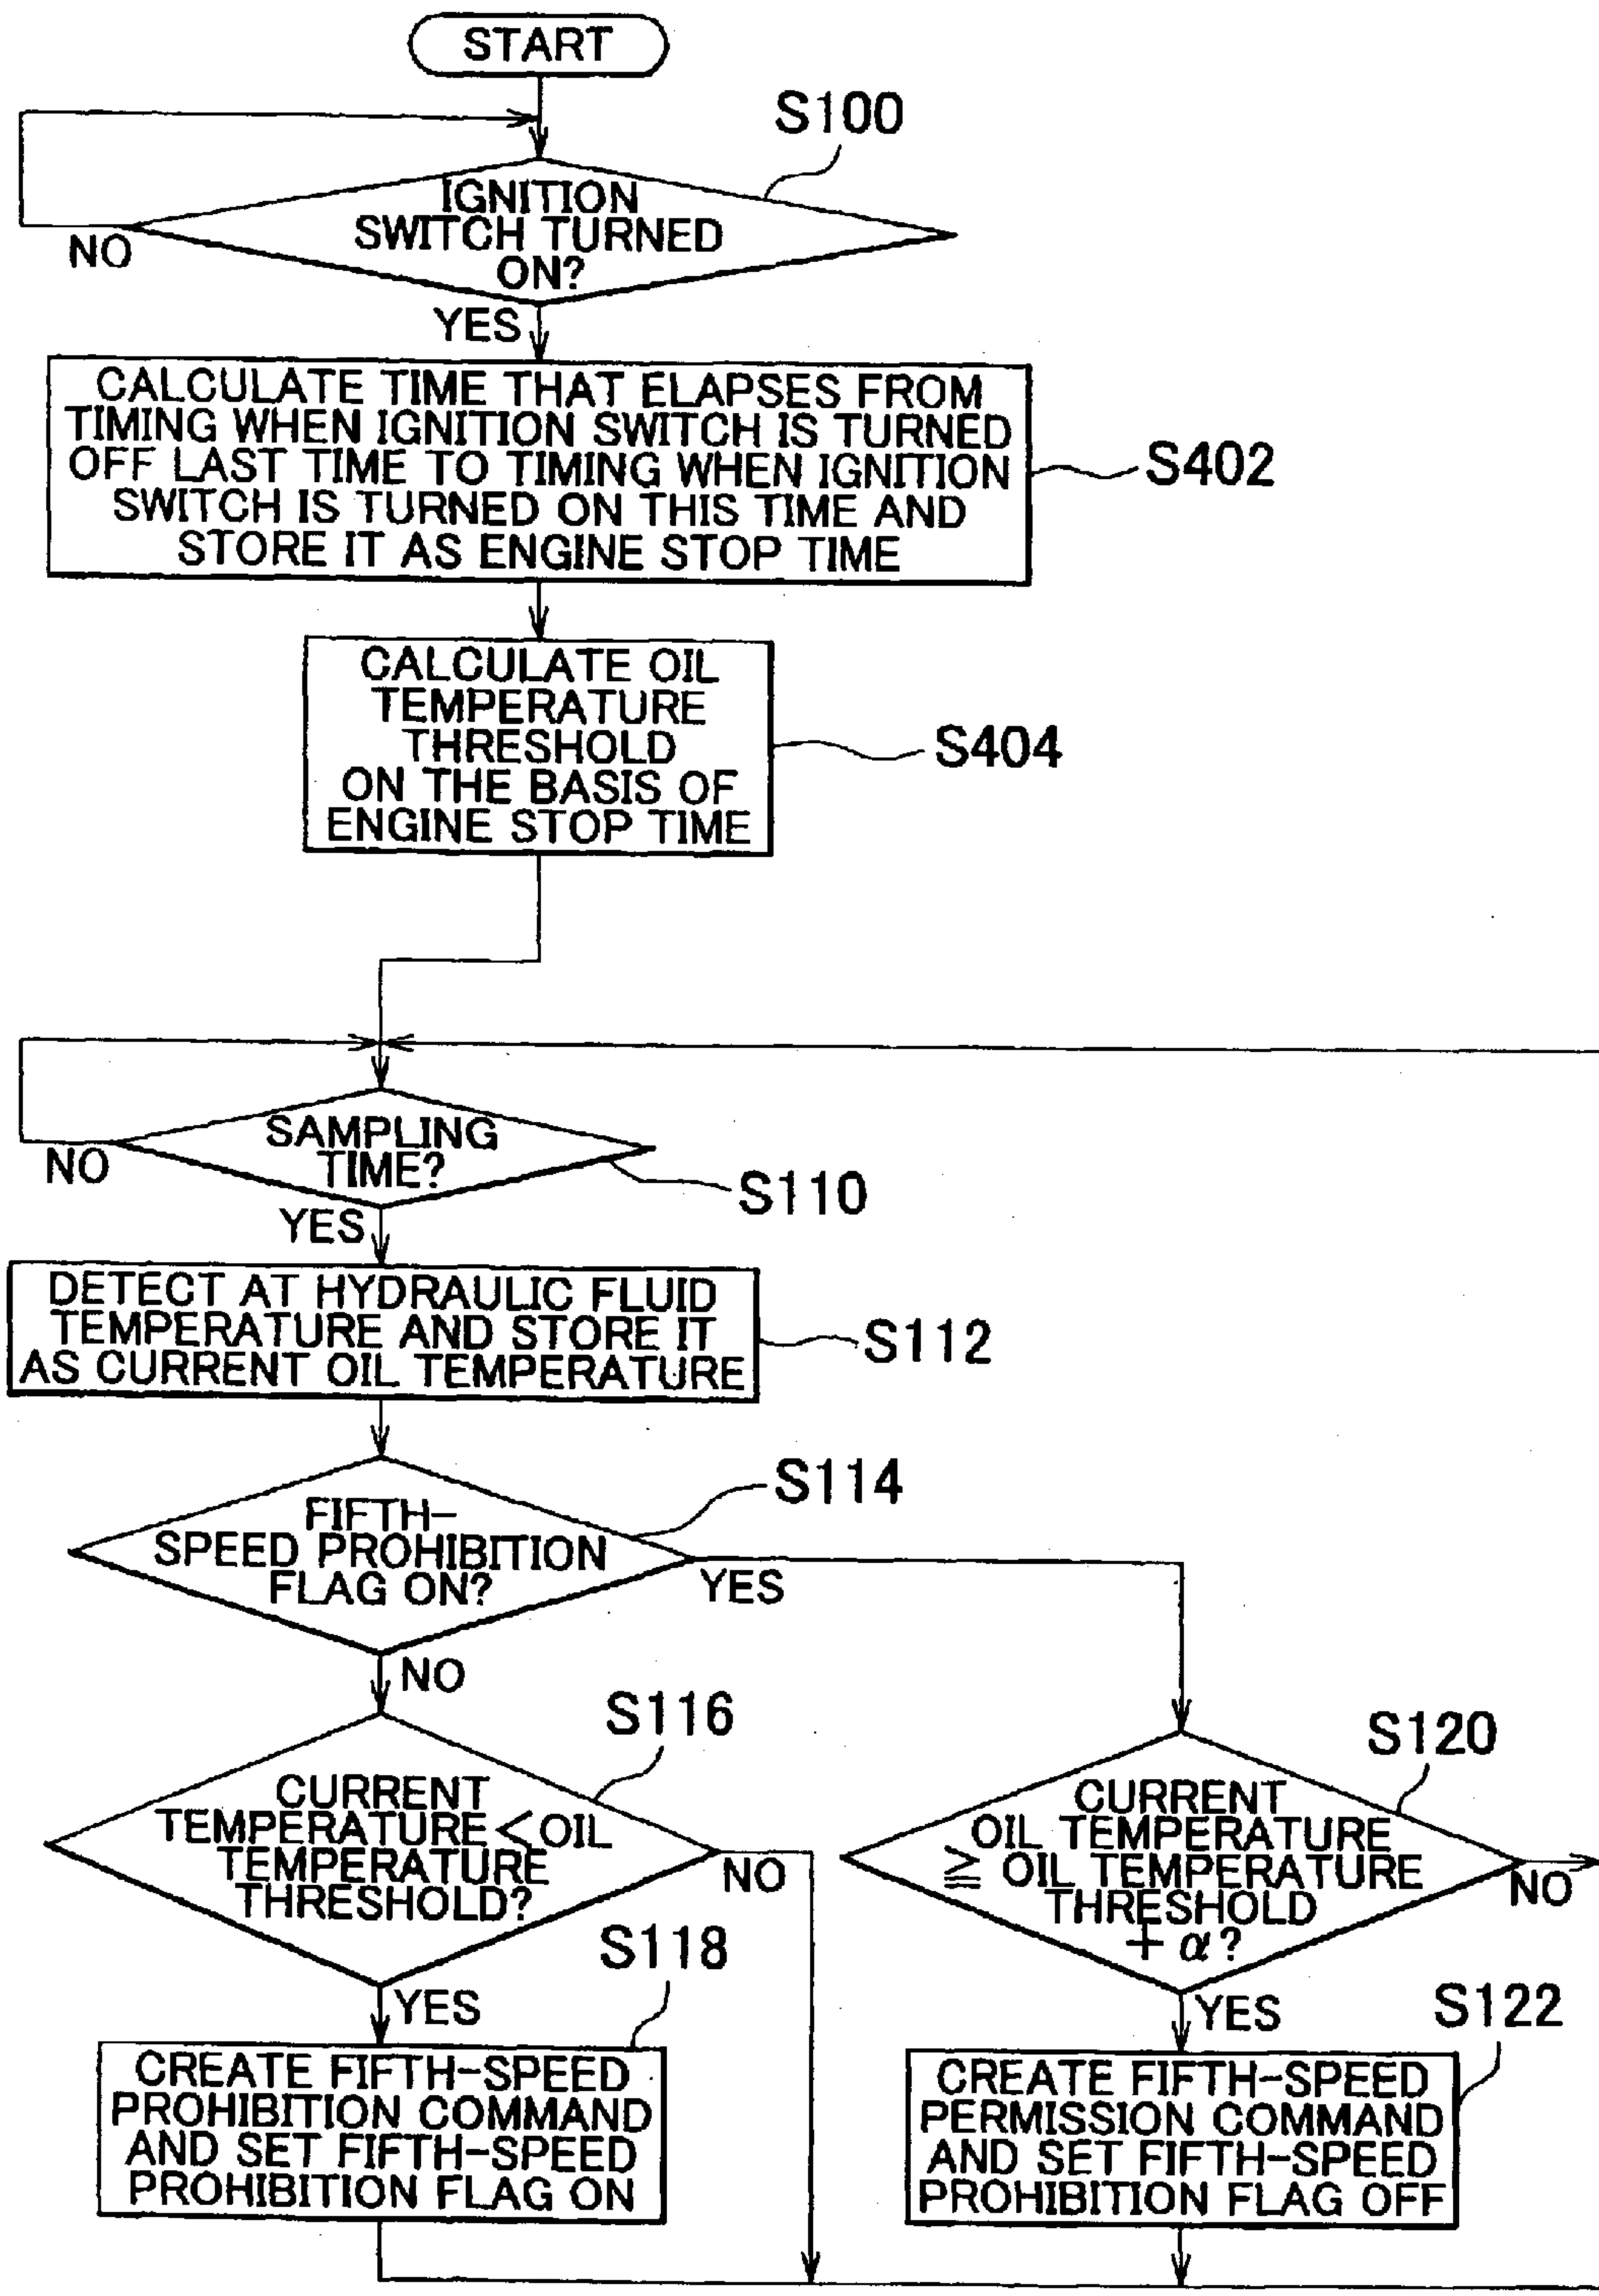 START
S100
IGNITION
SWITCH TURNED
ON?
NO
YES
CALCULATE TIME THAT ELAPSES FROM
TIMING WHEN IGNITION SWITCH IS TURNED
OFF LAST TIME TO TIMING WHEN IGNITION
SWITCH IS TURNED ON THIS TIME AND
STORE IT AS ENGINE STOP TIME
S402
CALCULATE OIL
TEMPERATURE
THRESHOLD
ON THE BASIS OF
ENGINE STOP TIME
S404
SAMPLING
TIME?
NO
S110
YES
DETECT AT HYDRAULIC FLUID
TEMPERATURE AND STORE IT
AS CURRENT OIL TEMPERATURE
S112
S114
FIFTH-
SPEED PROHIBITION
FLAG ON?
YES
NO
S116
CURRENT
TEMPERATURE < OIL
TEMPERATURE
THRESHOLD?
NO
S120
CURRENT
OIL TEMPERATURE
≧ OIL TEMPERATURE
THRESHOLD
+ α?
NO
S118
YES
CREATE FIFTH-SPEED
PROHIBITION COMMAND
AND SET FIFTH-SPEED
PROHIBITION FLAG ON
YES
S122
CREATE FIFTH-SPEED
PERMISSION COMMAND
AND SET FIFTH-SPEED
PROHIBITION FLAG OFF